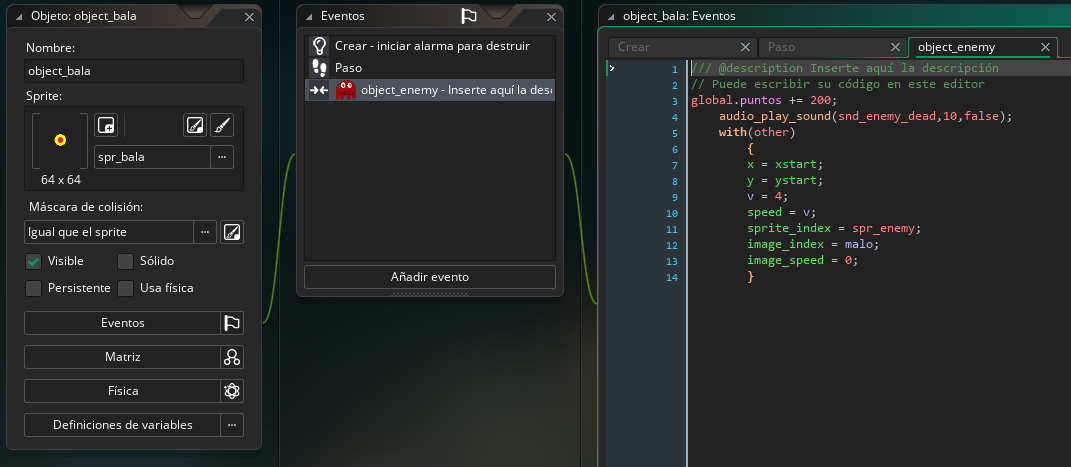 Objeto: object_bala
Nombre:
object_bala
Sprite:
spr_bala
...
64 x 64
Máscara de colisión:
Igual que el sprite
...
Visible
Sólido
Persistente
Usa física
Eventos
Matriz
Física
Definiciones de variables
...
Eventos
Crear - iniciar alarma para destruir
Paso
object_enemy - Inserte aquí la des
Añadir evento
object_bala: Eventos
Crear
Paso
object_enemy
1 /// @description Inserte aquí la descripción
2 // Puede escribir su código en este editor
3 global.puntos += 200;
4 audio_play_sound(snd_enemy_dead,10,false);
5 with(other)
6 {
7 x = xstart;
8 y = ystart;
9 v = 4;
10 speed = v;
11 sprite_index = spr_enemy;
12 image_index = malo;
13 image_speed = 0;
14 }